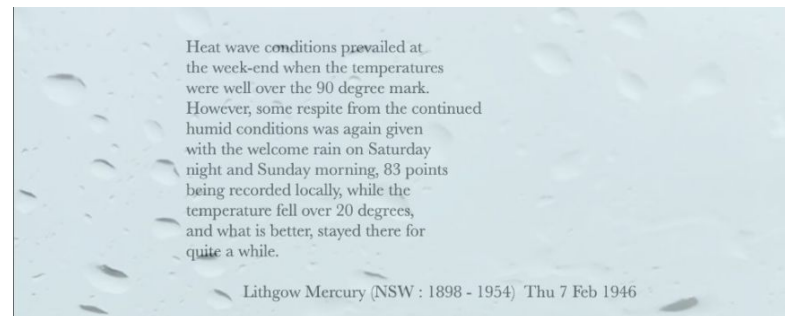 Heat wave conditions prevailed at
the week-end when the temperatures
were well over the 90 degree mark.
However, some respite from the continued
humid conditions was again given
with the welcome rain on Saturday
night and Sunday morning, 83 points
being recorded locally, while the
temperature fell over 20 degrees,
and what is better, stayed there for
quite a while.
Lithgow Mercury (NSW : 1898 - 1954)  Thu 7 Feb 1946